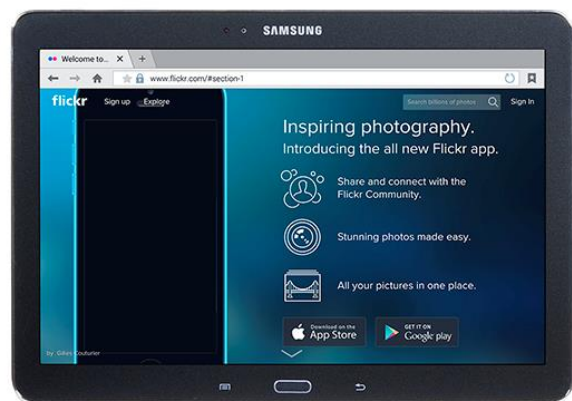 SAMSUNG
Welcome to... X +
www.flickr.com/#section-1
flickr Sign up Explore Search billions of photos Sign In
Inspiring photography.
Introducing the all new Flickr app.
Share and connect with the
Flickr Community.
Stunning photos made easy.
All your pictures in one place.
Download on the
App Store
GET IT ON
Google play
by Gilles Couturier